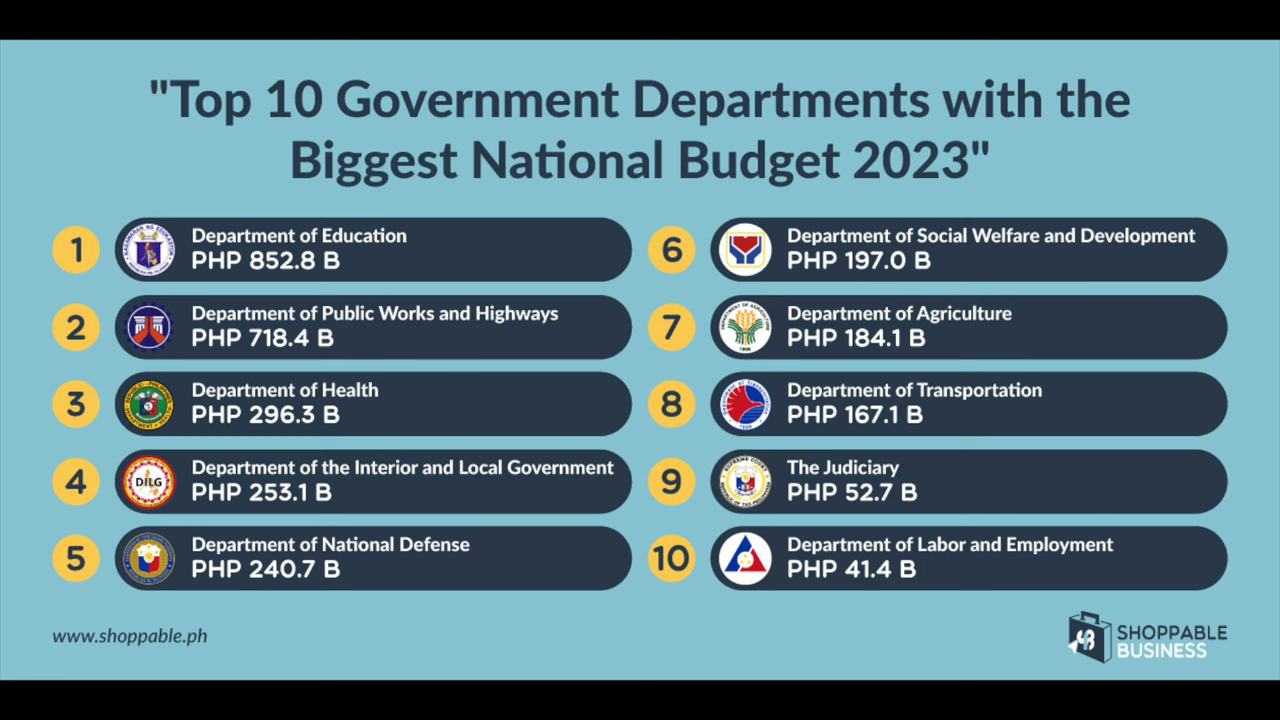 "Top 10 Government Departments with the
Biggest National Budget 2023"
1
Department of Education
PHP 852.8 B
2
Department of Public Works and Highways
PHP 718.4 B
3
Department of Health
PHP 296.3 B
4
DILG
Department of the Interior and Local Government
PHP 253.1 B
5
Department of National Defense
PHP 240.7 B
6
Department of Social Welfare and Development
PHP 197.0 B
7
Department of Agriculture
PHP 184.1 B
8
Department of Transportation
PHP 167.1 B
9
The Judiciary
PHP 52.7 B
10
Department of Labor and Employment
PHP 41.4 B
www.shoppable.ph
SHOPPABLE
BUSINESS